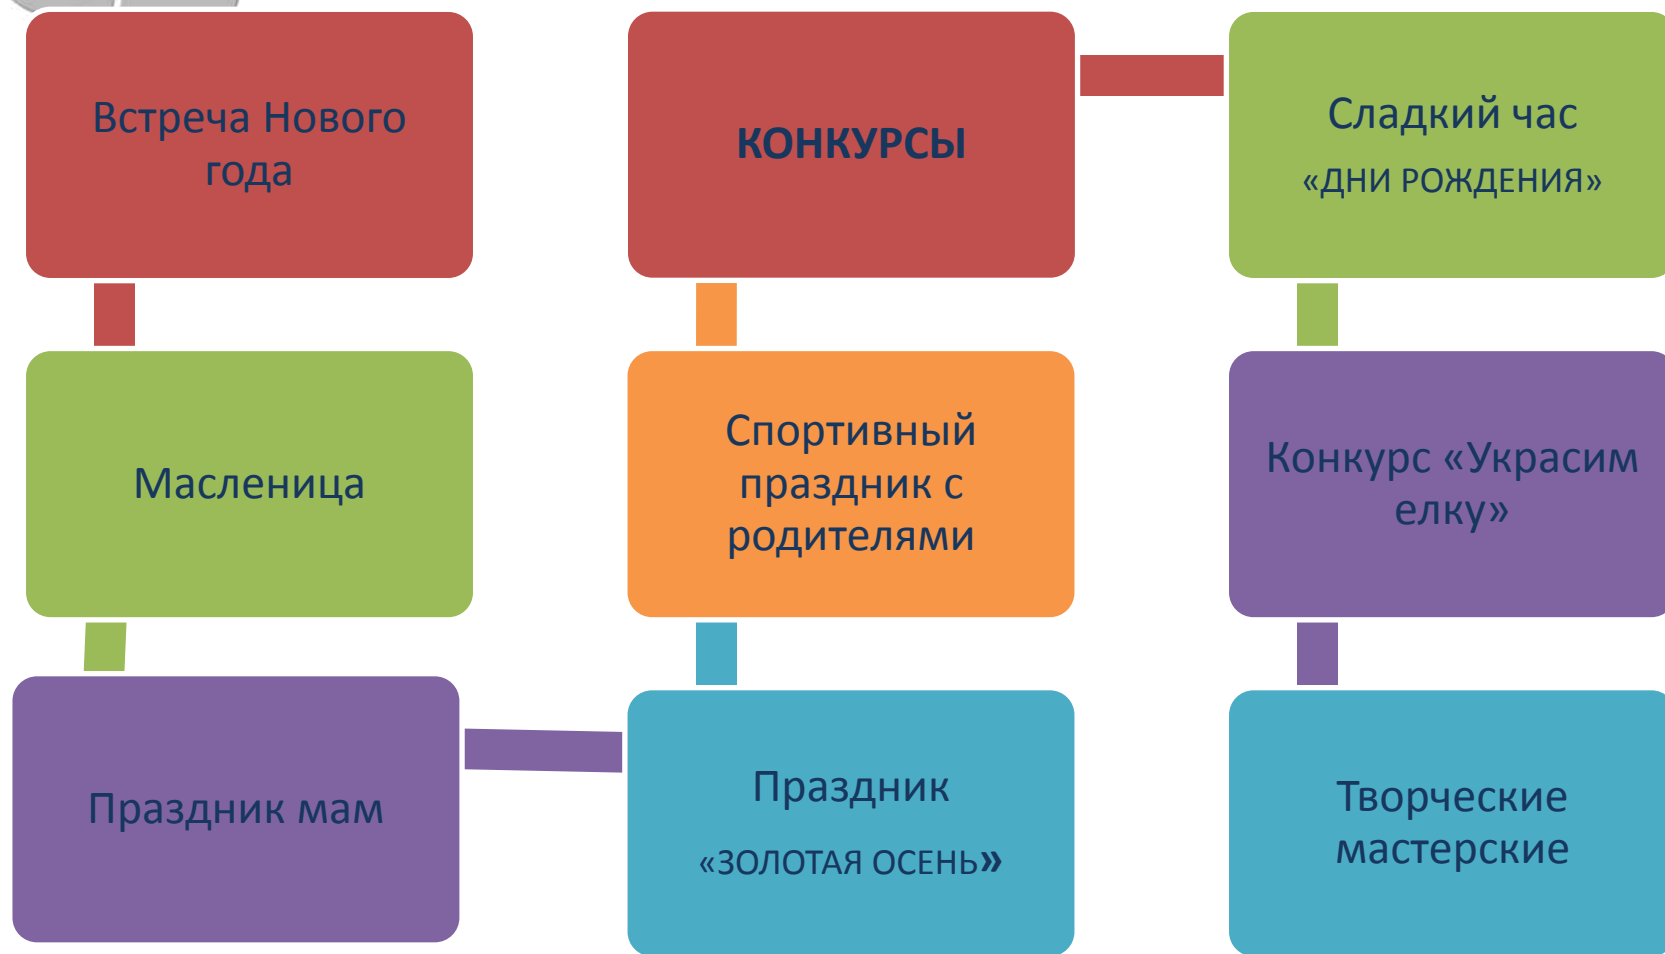 Встреча Нового
года
Масленица
Праздник мам
Праздник
«ЗОЛОТАЯ ОСЕНЬ»
Спортивный
праздник с
родителями
КОНКУРСЫ
Сладкий час
«ДНИ РОЖДЕНИЯ»
Конкурс «Украсим
елку»
Творческие
мастерские